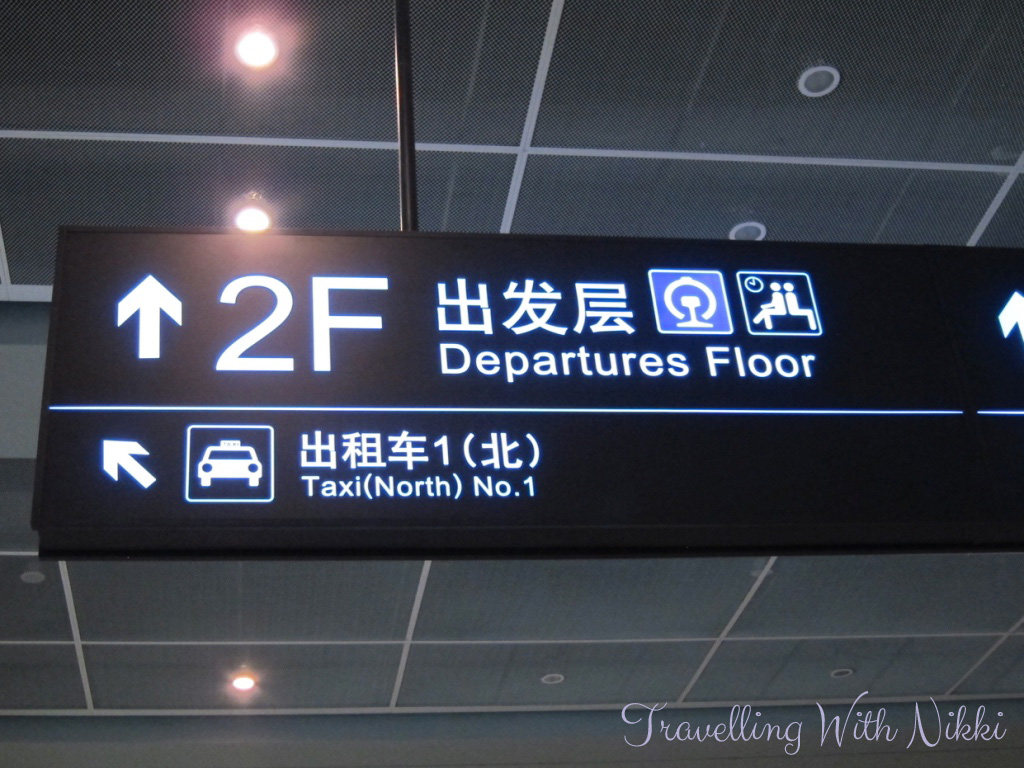 2F 出发层
Departures Floor
出租车1(北)
Taxi(North) No.1
Travelling With Nikki